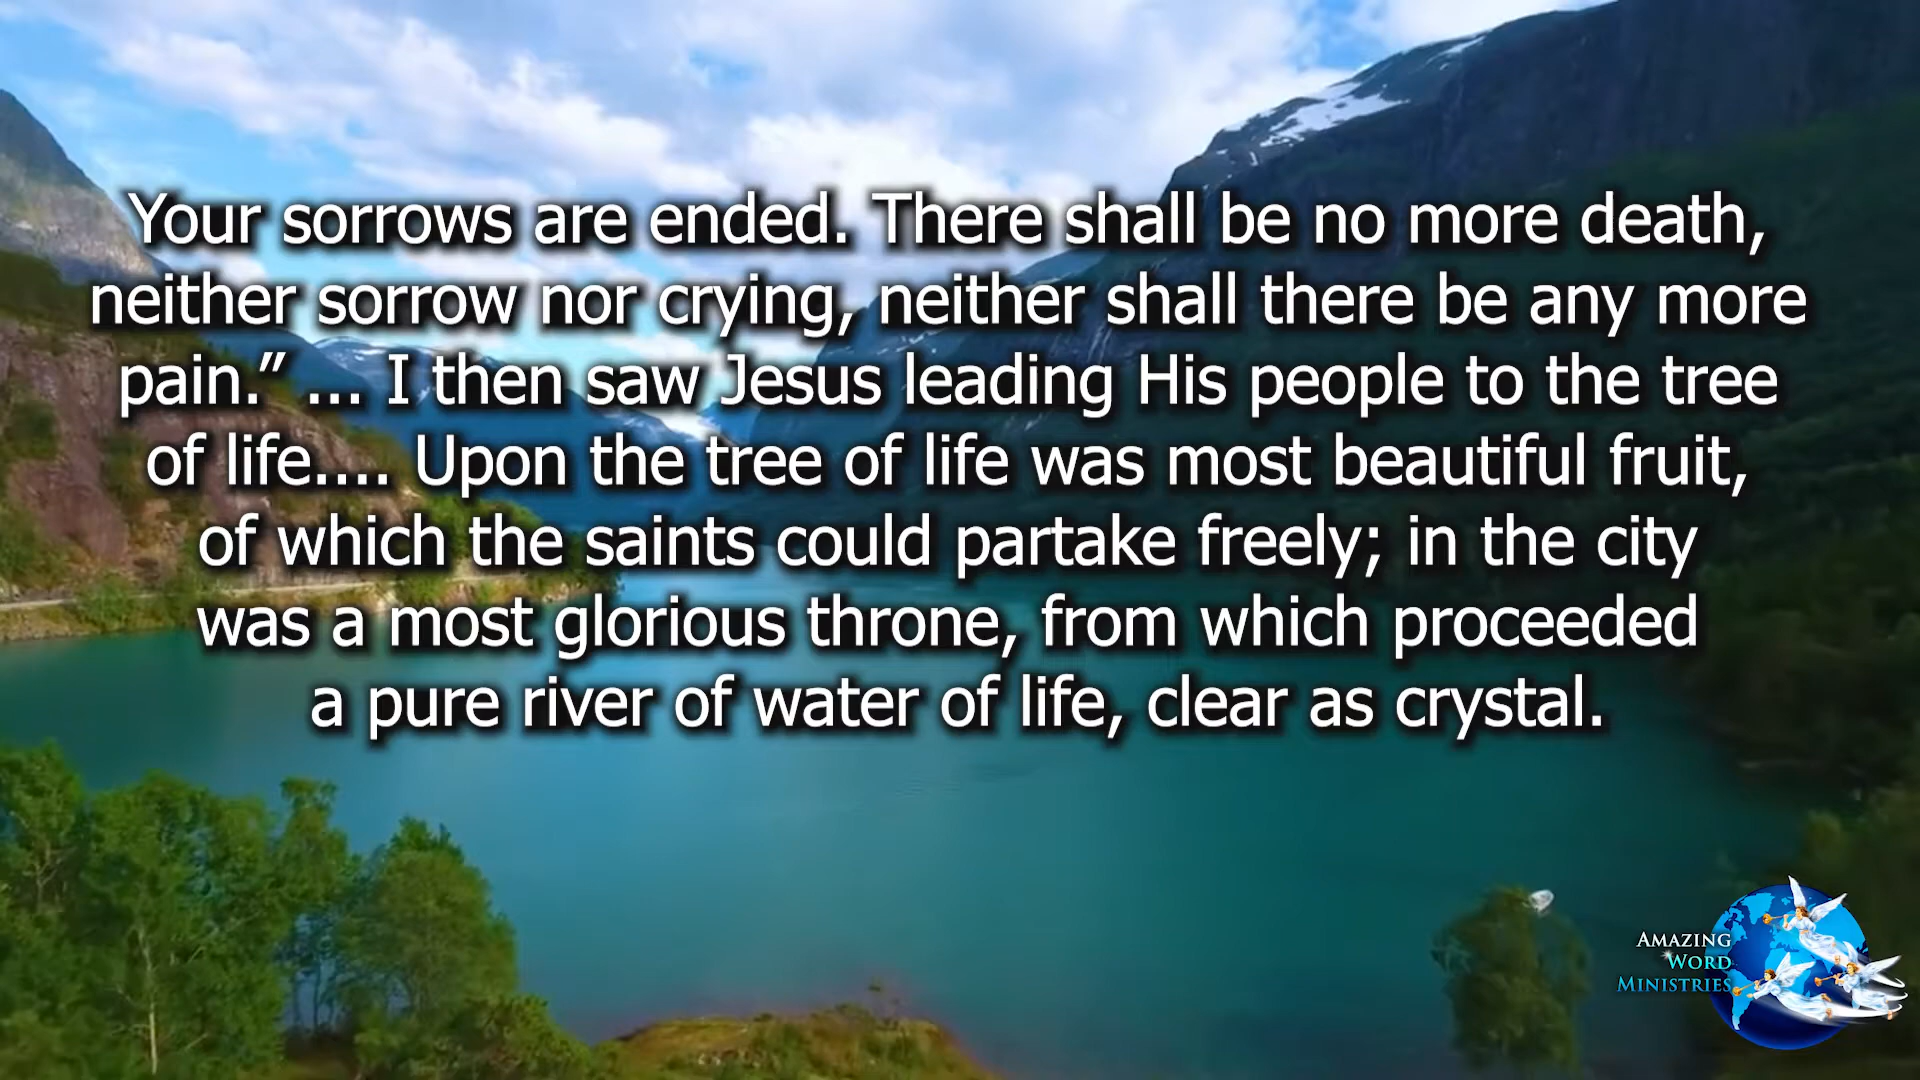 Your sorrows are ended. There shall be no more death,
neither sorrow nor crying, neither shall there be any more
pain.” ... I then saw Jesus leading His people to the tree
of life.... Upon the tree of life was most beautiful fruit,
of which the saints could partake freely; in the city
was a most glorious throne, from which proceeded
a pure river of water of life, clear as crystal.
AMAZING
WORD
MINISTRIES